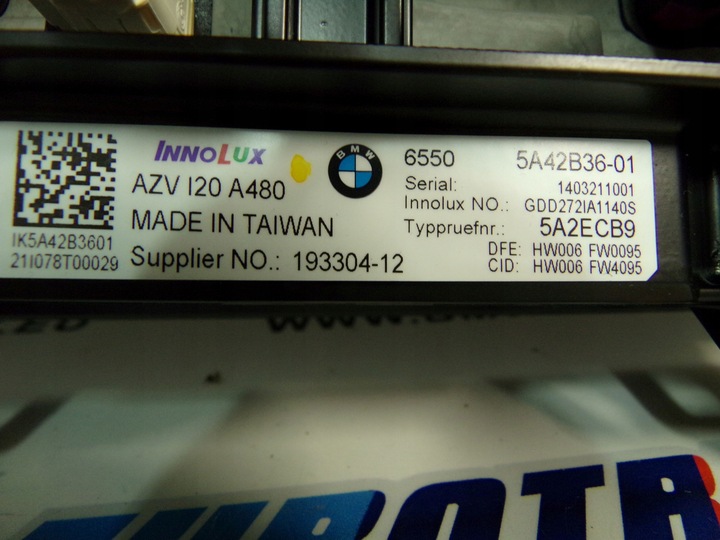 INNOLUX
BMW
6550 5A42B36-01
AZV I20 A480
Serial: 1403211001
Innolux NO.: GDD272IA1140S
MADE IN TAIWAN
Typpruefnr.: 5A2ECB9
IK5A42B3601
21I078T00029
Supplier NO.: 193304-12
DFE: HW006 FW0095
CID: HW006 FW4095